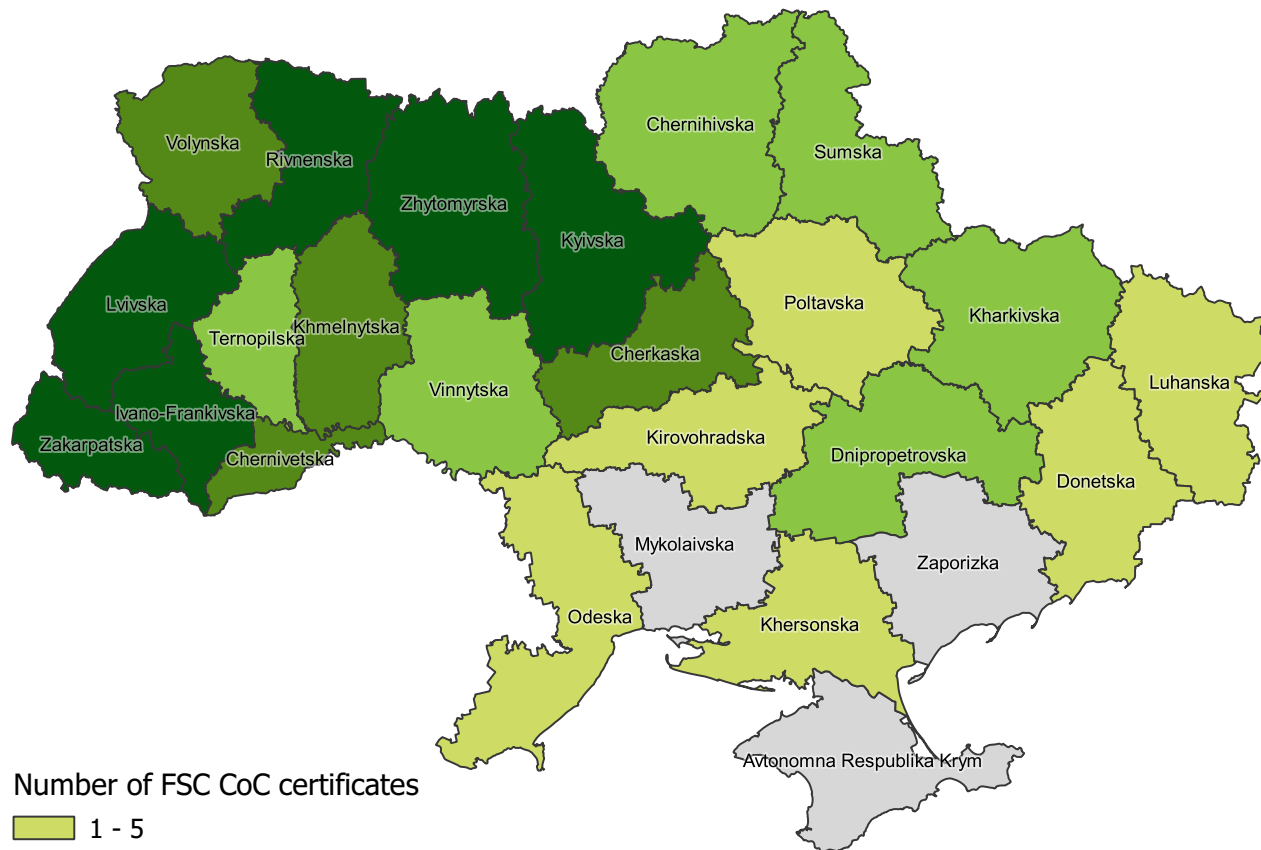 Chernihivska
Volynska
Sumska
Rivnenska
Zhytomyrska
Kyivska
Lvivska
Poltavska
Kharkivska
Ternopilska
Khmelnytska
Cherkaska
Vinnytska
Luhanska
Ivano-Frankivska
Zakarpatska
Chernivetska
Kirovohradska
Dnipropetrovska
Donetska
Mykolaivska
Zaporizka
Odeska
Khersonska
Avtonomna Respublika Krym
Number of FSC CoC certificates
1 - 5